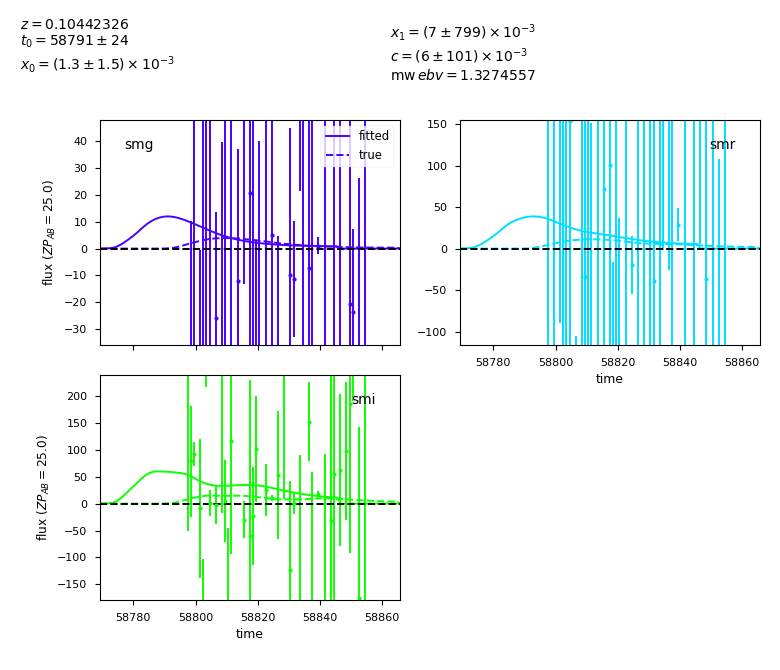 z = 0.10442326
t₀ = 58791 ± 24
x₀ = (1.3 ± 1.5) × 10⁻³
x₁ = (7 ± 799) × 10⁻³
c = (6 ± 101) × 10⁻³
mw ebv = 1.3274557
smg
fitted
true
flux (ZP_AB = 25.0)
40
30
20
10
0
−10
−20
−30
smr
150
100
50
0
−50
−100
58780 58800 58820 58840 58860
time
smi
flux (ZP_AB = 25.0)
200
150
100
50
0
−50
−100
−150
58780 58800 58820 58840 58860
time